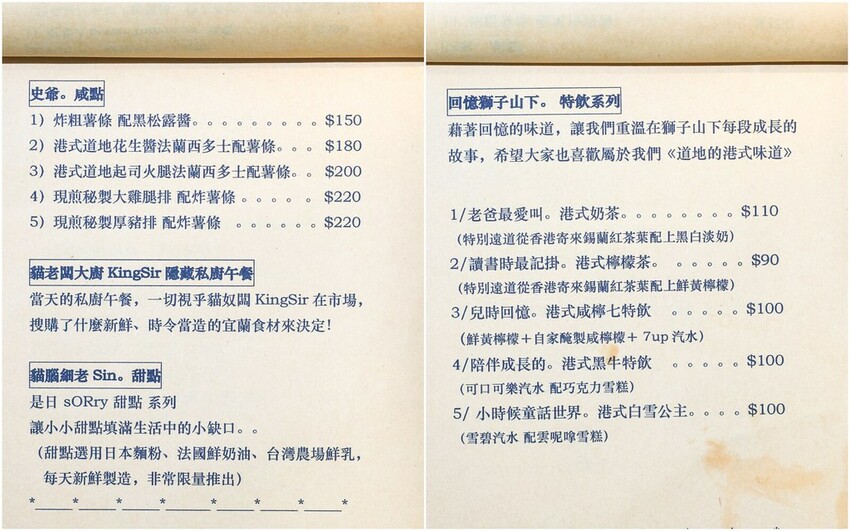 史爺。咸點
1）炸粗薯條 配黑松露醬。。。。。。。。。$150
2）港式道地花生醬法蘭西多士配薯條。。。$180
3）港式道地起司火腿法蘭西多士配薯條。。$200
4）現煎秘製大雞腿排 配炸薯條。。。。。$220
5）現煎秘製厚豬排 配炸薯條 。。。。。。$220
貓老闆大廚 KingSir 隱藏私廚午餐
當天的私廚午餐，一切視乎貓奴闆 KingSir 在市場，
搜購了什麼新鮮、時令當造的宜蘭食材來決定！
貓腦細老 Sin。甜點
是日 sORry 甜點 系列
讓小小甜點填滿生活中的小缺口。。
（甜點選用日本麵粉、法國鮮奶油、台灣農場鮮乳，
每天新鮮製造，非常限量推出）
*____*____*____*____*____*____*____*
回憶獅子山下。 特飲系列
藉著回憶的味道，讓我們重溫在獅子山下每段成長的
故事，希望大家也喜歡屬於我們《道地的港式味道》
1/老爸最愛叫。港式奶茶。。。。。。。。$110
（特別遠道從香港寄來錫蘭紅茶葉配上黑白淡奶）
2/讀書時最記掛。港式檸檬茶。 。。。。。$90
（特別遠道從香港寄來錫蘭紅茶葉配上鮮黃檸檬）
3/兒時回憶。港式咸檸七特飲 。。。。。$100
（鮮黃檸檬＋自家醃製咸檸檬＋ 7up 汽水）
4/陪伴成長的。港式黑牛特飲 。。。。。$100
（可口可樂汽水 配巧克力雪糕）
5/ 小時候童話世界。港式白雪公主。。。。$100
（雪碧汽水 配雲呢嗱雪糕）